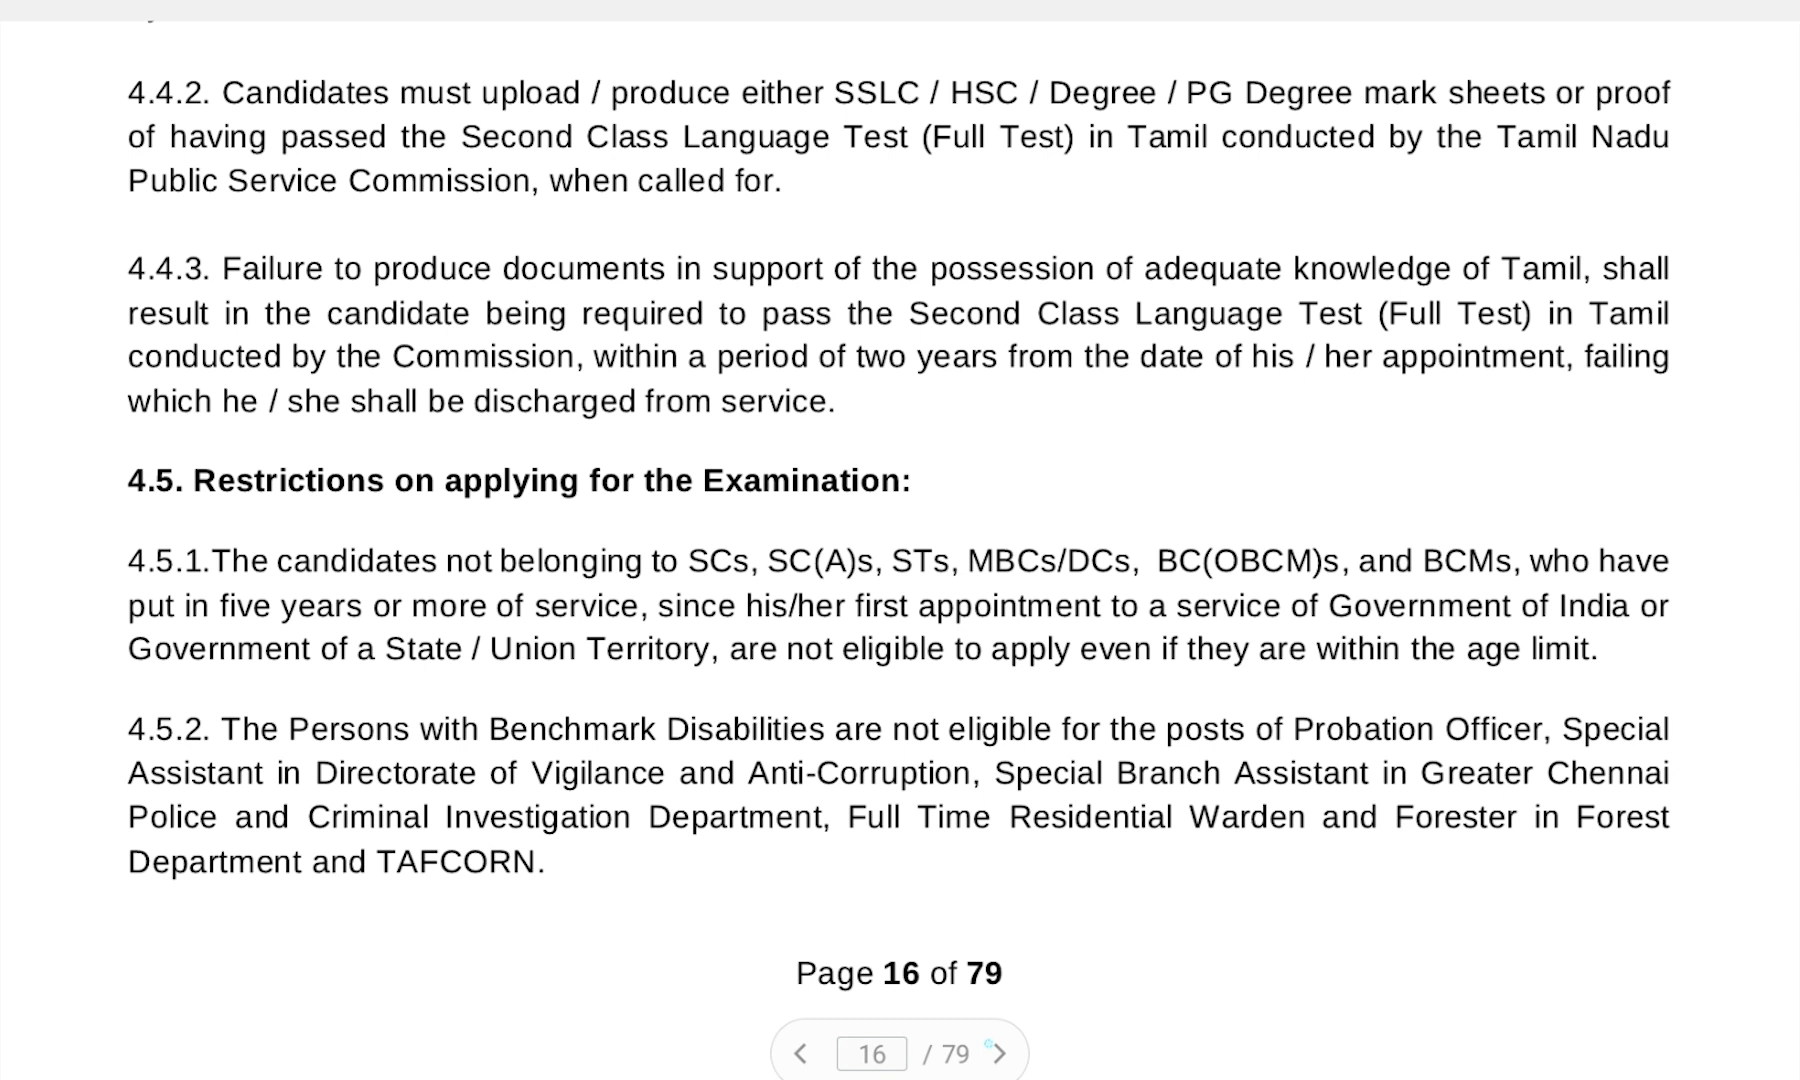 4.4.2. Candidates must upload / produce either SSLC / HSC / Degree / PG Degree mark sheets or proof
of having passed the Second Class Language Test (Full Test) in Tamil conducted by the Tamil Nadu
Public Service Commission, when called for.
4.4.3. Failure to produce documents in support of the possession of adequate knowledge of Tamil, shall
result in the candidate being required to pass the Second Class Language Test (Full Test) in Tamil
conducted by the Commission, within a period of two years from the date of his / her appointment, failing
which he / she shall be discharged from service.
4.5. Restrictions on applying for the Examination:
4.5.1.The candidates not belonging to SCs, SC(A)s, STs, MBCs/DCs, BC(OBCM)s, and BCMs, who have
put in five years or more of service, since his/her first appointment to a service of Government of India or
Government of a State / Union Territory, are not eligible to apply even if they are within the age limit.
4.5.2. The Persons with Benchmark Disabilities are not eligible for the posts of Probation Officer, Special
Assistant in Directorate of Vigilance and Anti-Corruption, Special Branch Assistant in Greater Chennai
Police and Criminal Investigation Department, Full Time Residential Warden and Forester in Forest
Department and TAFCORN.
Page 16 of 79
16 / 79